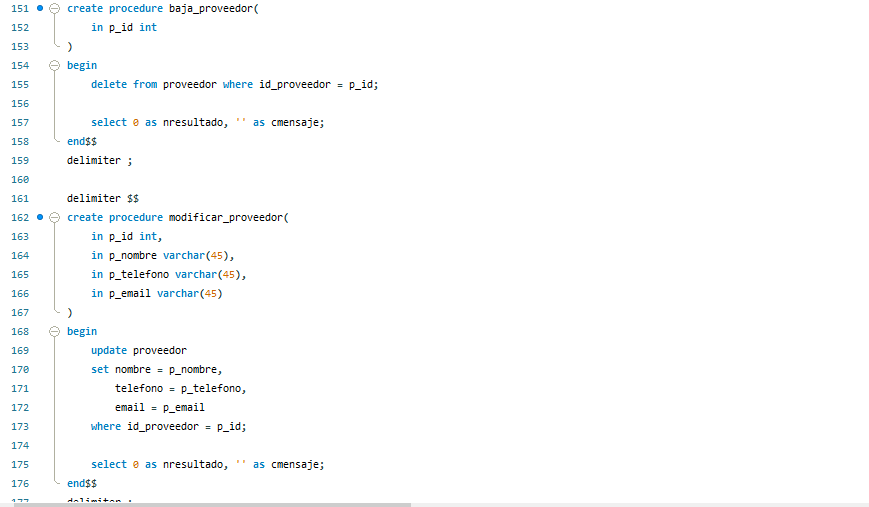 151 create procedure baja_proveedor(
152 in p_id int
153 )
154 begin
155 delete from proveedor where id_proveedor = p_id;
156
157 select 0 as nresultado, '' as cmensaje;
158 end$$
159 delimiter ;
160
161 delimiter $$
162 create procedure modificar_proveedor(
163 in p_id int,
164 in p_nombre varchar(45),
165 in p_telefono varchar(45),
166 in p_email varchar(45)
167 )
168 begin
169 update proveedor
170 set nombre = p_nombre,
171 telefono = p_telefono,
172 email = p_email
173 where id_proveedor = p_id;
174
175 select 0 as nresultado, '' as cmensaje;
176 end$$
177 delimiter ;